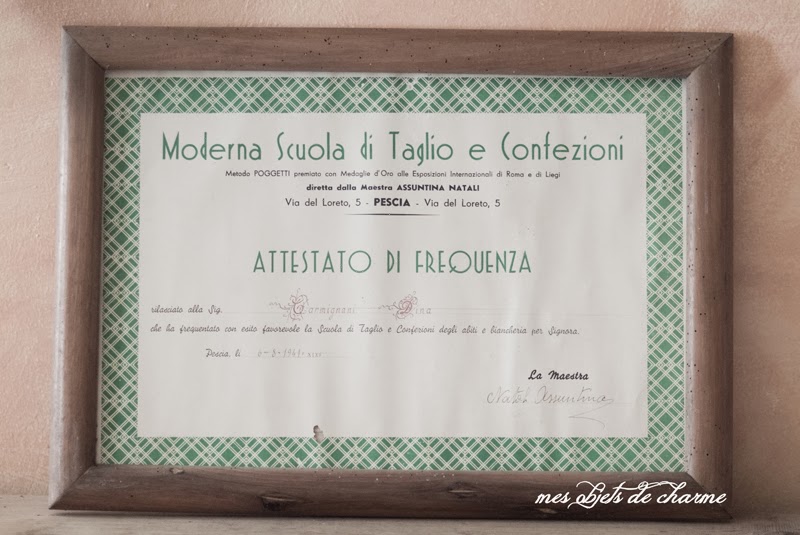 Moderna Scuola di Taglio e Confezioni
Metodo POGGETTI premiato con Medaglie d'Oro alle Esposizioni Internazionali di Roma e di Liegi
diretta dalla Maestra ASSUNTINA NATALI
Via del Loreto, 5 - PESCIA - Via del Loreto, 5
ATTESTATO DI FREQUENZA
rilasciato alla Sig. Carmignani Dina
che ha frequentato con esito favorevole la Scuola di Taglio e Confezioni degli abiti e biancheria per Signora.
Pescia, li
La Maestra
Natali Assuntina
mes objets de charme